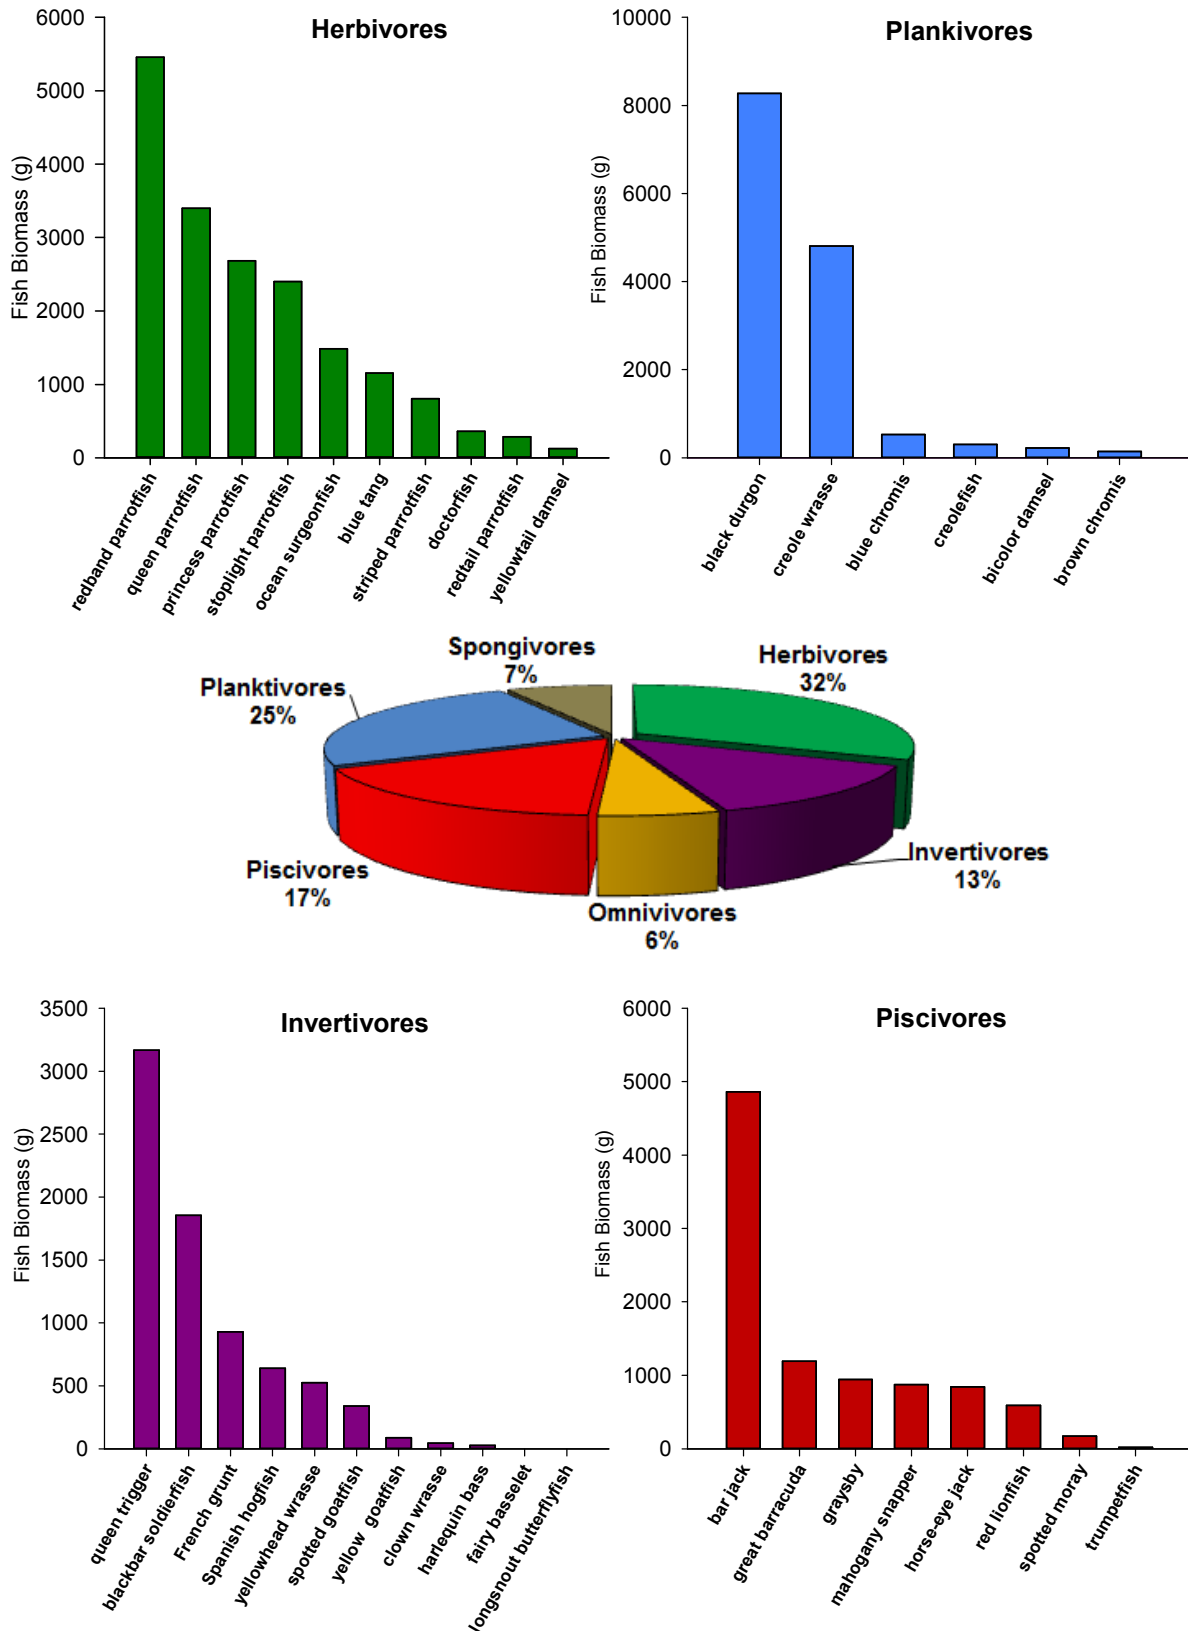 Herbivores
6000
5000
4000
3000
2000
1000
0
Fish Biomass (g)
redband parrotfish
queen parrotfish
princess parrotfish
stoplight parrotfish
ocean surgeonfish
blue tang
striped parrotfish
doctorfish
redtail parrotfish
yellowtail damsel
Plankivores
10000
8000
6000
4000
2000
0
Fish Biomass (g)
black durgon
creole wrasse
blue chromis
creolefish
bicolor damsel
brown chromis
Spongivores
7%
Herbivores
32%
Planktivores
25%
Invertivores
13%
Piscivores
17%
Omnivivores
6%
Invertivores
3500
3000
2500
2000
1500
1000
500
0
Fish Biomass (g)
queen trigger
blackbar soldierfish
French grunt
Spanish hogfish
yellowhead wrasse
spotted goatfish
yellow goatfish
clown wrasse
harlequin bass
fairy basselet
longsnout butterflyfish
Piscivores
6000
5000
4000
3000
2000
1000
0
Fish Biomass (g)
bar jack
great barracuda
graysby
mahogany snapper
horse-eye jack
red lionfish
spotted moray
trumpetfish